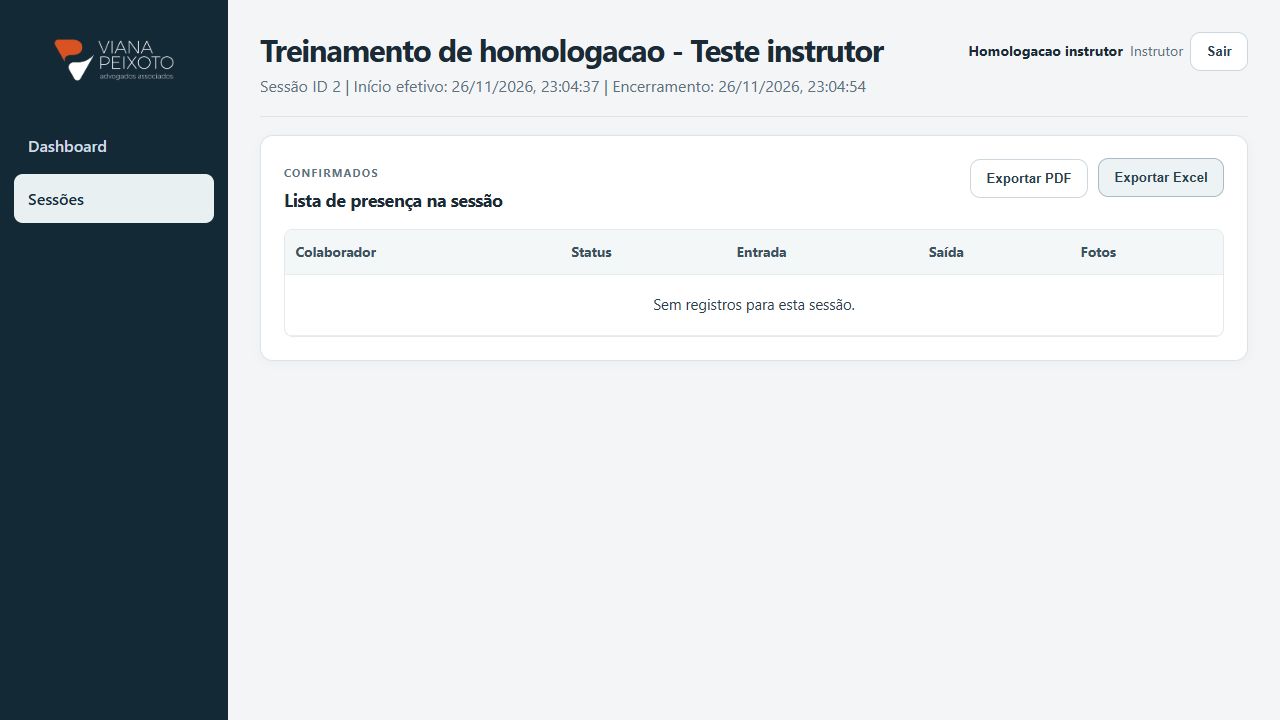 VIANA
PEIXOTO
advogados associados
Dashboard
Sessões
Treinamento de homologacao - Teste instrutor
Sessão ID 2 | Início efetivo: 26/11/2026, 23:04:37 | Encerramento: 26/11/2026, 23:04:54
Homologacao instrutor Instrutor Sair
CONFIRMADOS
Lista de presença na sessão
Exportar PDF Exportar Excel
Colaborador Status Entrada Saída Fotos
Sem registros para esta sessão.